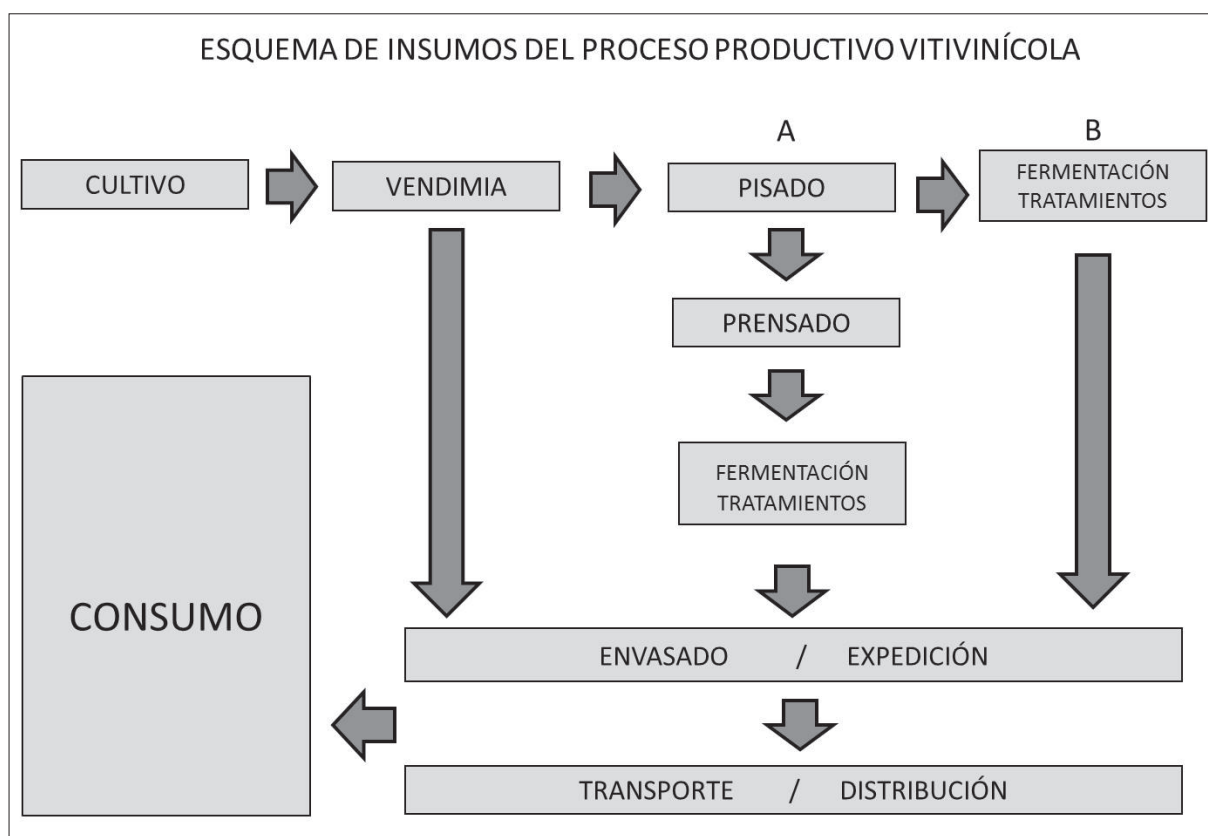 ESQUEMA DE INSUMOS DEL PROCESO PRODUCTIVO VITIVINÍCOLA
A
B
CULTIVO
VENDIMIA
PISADO
FERMENTACIÓN
TRATAMIENTOS
PRENSADO
FERMENTACIÓN
TRATAMIENTOS
CONSUMO
ENVASADO / EXPEDICIÓN
TRANSPORTE / DISTRIBUCIÓN